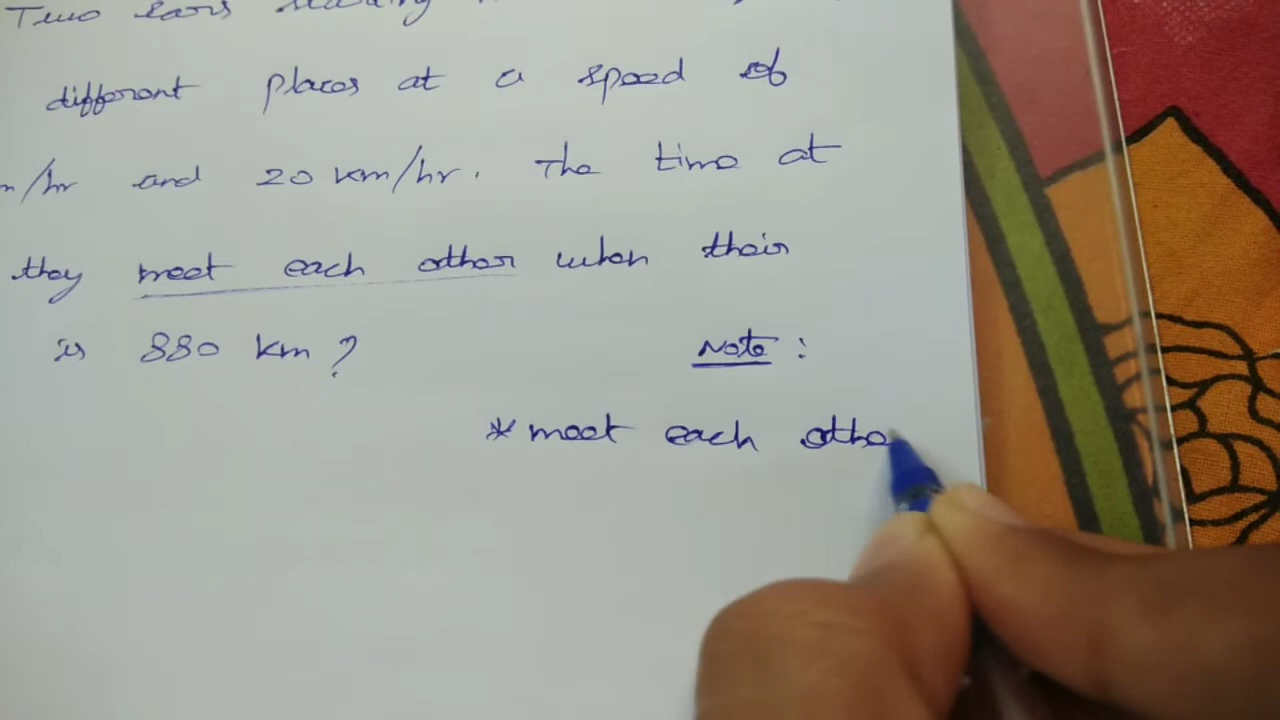 Two cars
different places at a speed of
/hr and 20 km/hr. The time at
they meet each other when their
is 880 km?
Note :
* meet each othe